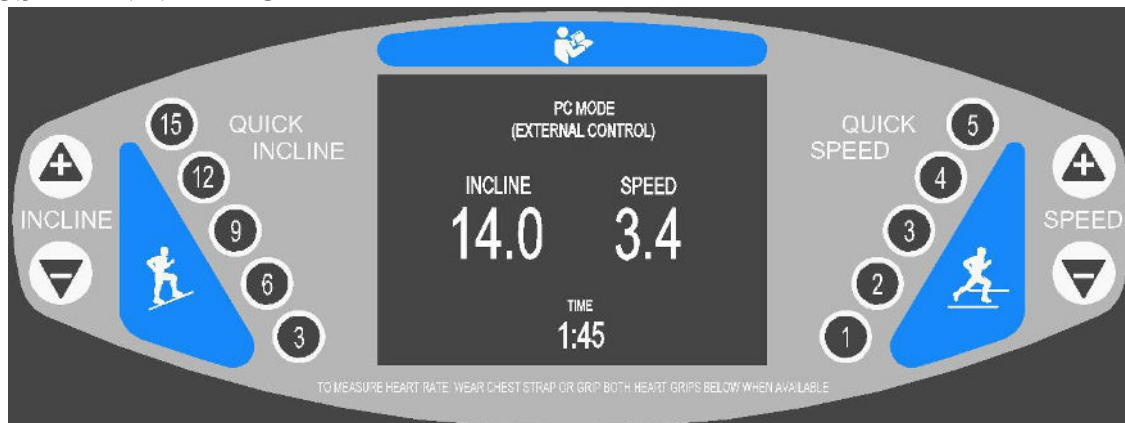 PC MODE
(EXTERNAL CONTROL)
INCLINE SPEED
14.0 3.4
TIME
1:45
15 QUICK
INCLINE
12
9
6
3
+
INCLINE
−
QUICK 5
SPEED
4
3
2
1
+
SPEED
−
TO MEASURE HEART RATE WEAR CHEST STRAP OR GRIP BOTH HEART GRIPS BELOW WHEN AVAILABLE